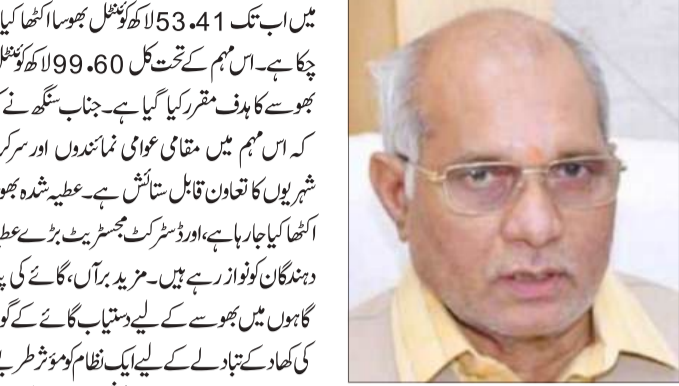 میں اب تک 53.41 لاکھ کوئنٹل بھوسا اکٹھا کیا
چکا ہے۔ اس مہم کے تحت کل 99.60 لاکھ کوئنٹل
بھوسے کا ہدف مقرر کیا گیا ہے۔ جناب سنگھ نے
کہ اس مہم میں مقامی عوامی نمائندوں اور سرکر
شہریوں کا تعاون قابل ستائش ہے۔ عطیہ شدہ بھو
اکٹھا کیا جا رہا ہے، اور ڈسٹرکٹ مجسٹریٹ بڑے عط
دہندگان کو نواز رہے ہیں۔ مزید برآں، گائے کی پ
گاہوں میں بھوسے کے لیے دستیاب گائے کے گو
کی کھاد کے تبادلے کے لیے ایک نظام کو مؤثر طر